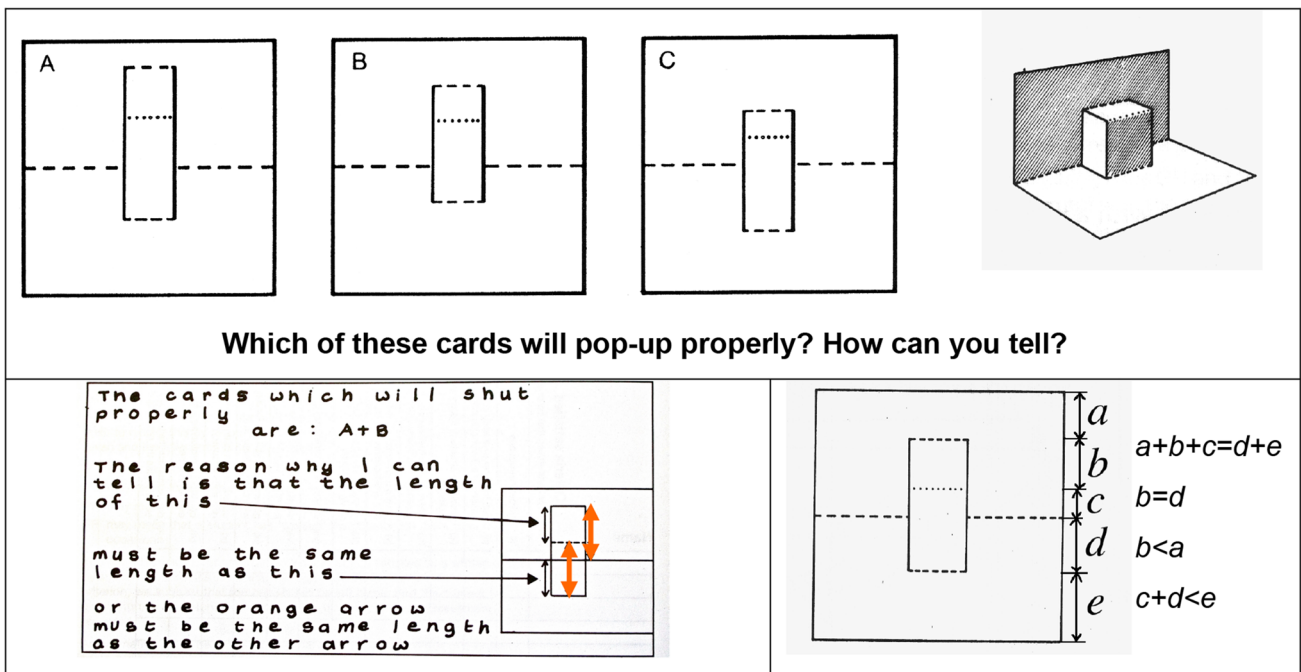 A
B
C
Which of these cards will pop-up properly? How can you tell?
The cards which will shut
properly
are: A+B
The reason why I can
tell is that the length
of this
must be the same
length as this
or the orange arrow
must be the same length
as the other arrow
a
b
c
d
e
a+b+c=d+e
b=d
b<a
c+d<e